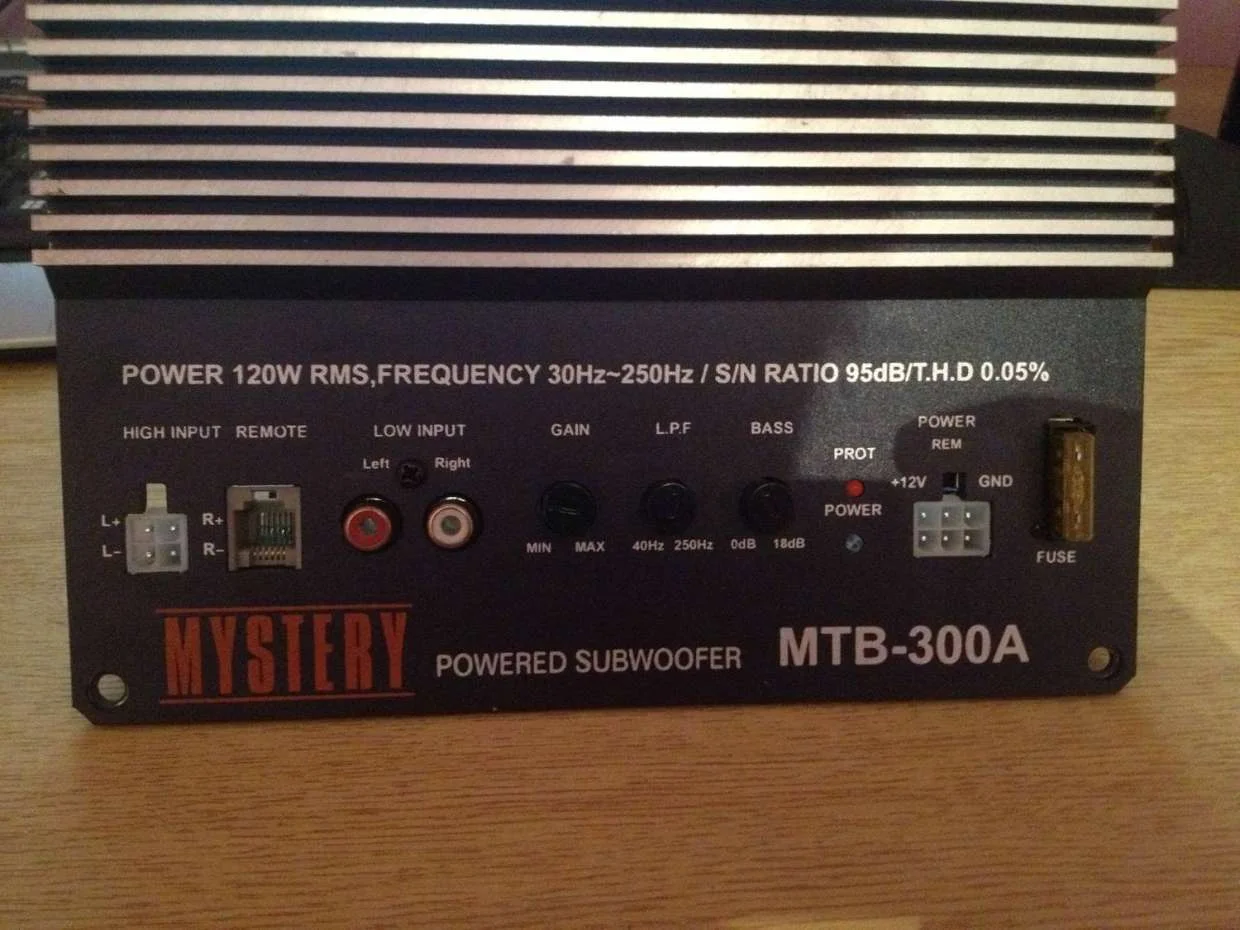 POWER 120W RMS,FREQUENCY 30Hz~250Hz / S/N RATIO 95dB/T.H.D 0.05%
HIGH INPUT REMOTE LOW INPUT GAIN L.P.F BASS POWER
Left Right PROT REM
+12V GND
L+ R+ POWER
L– R– MIN MAX 40Hz 250Hz 0dB 18dB FUSE
MYSTERY POWERED SUBWOOFER MTB-300A